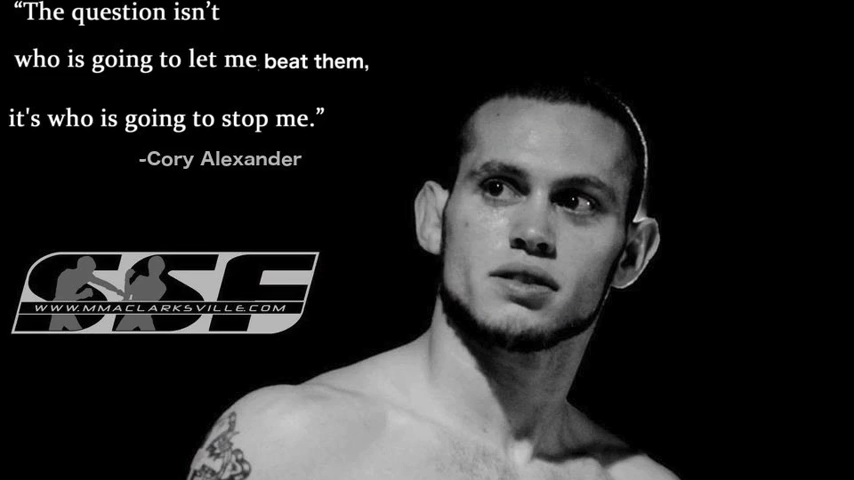 “The question isn’t
who is going to let me beat them,
it's who is going to stop me.”
-Cory Alexander
SSF
WWW.MMACLARKSVILLE.COM